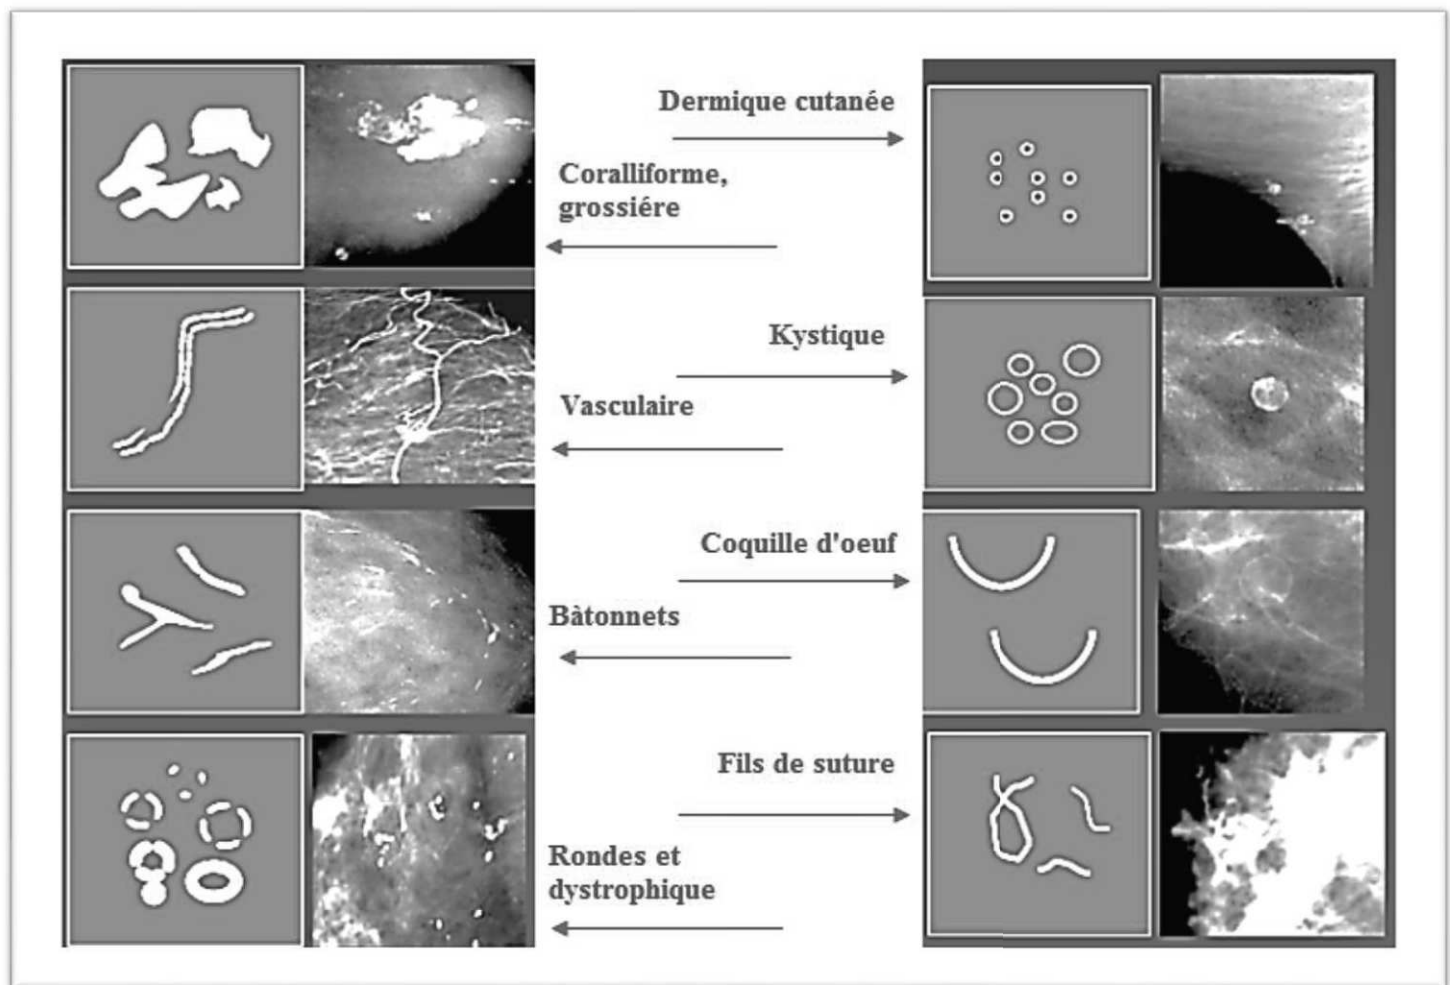 Dermique cutanée
Coralliforme,
grossiére
Kystique
Vasculaire
Coquille d'oeuf
Bàtonnets
Fils de suture
Rondes et
dystrophique